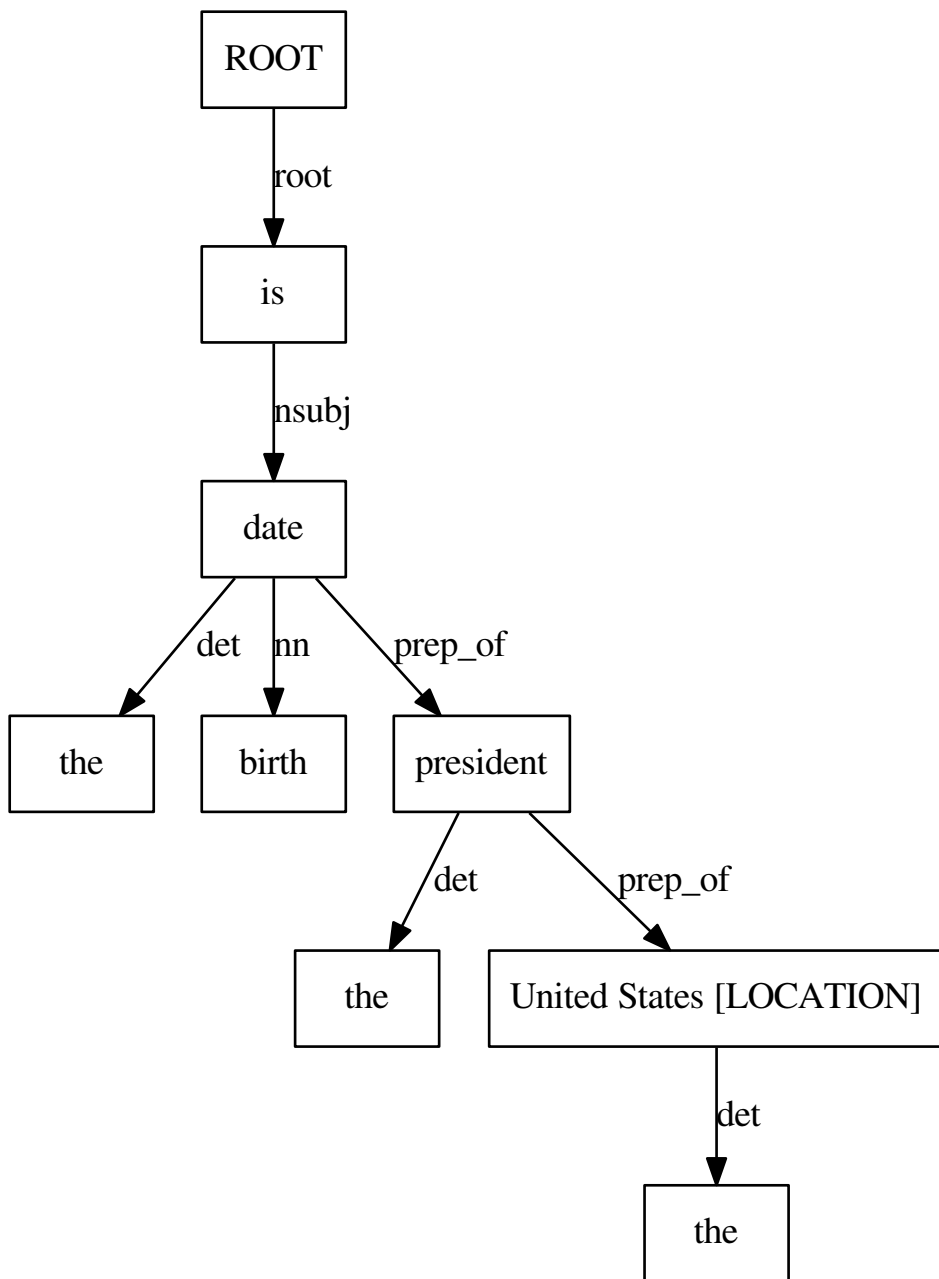 ROOT
root
is
nsubj
date
det nn prep_of
the birth president
det prep_of
the United States [LOCATION]
det
the